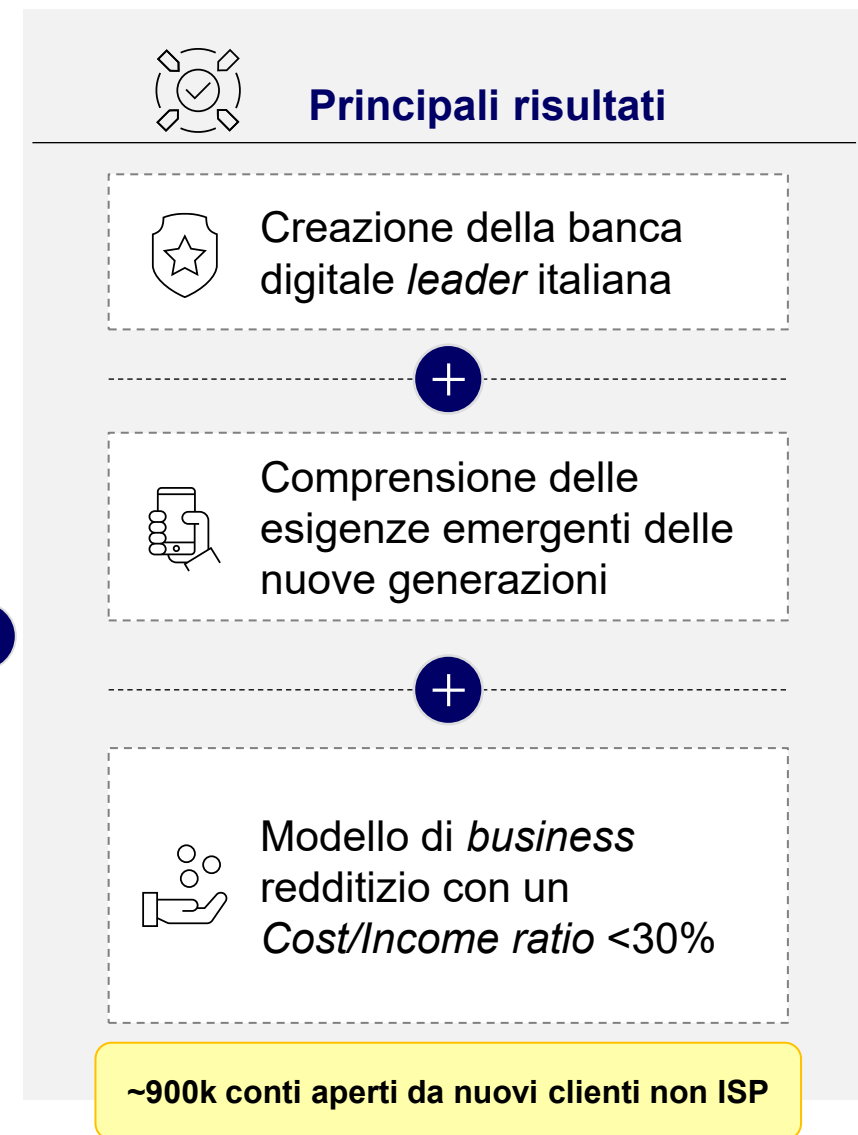 Principali risultati
Creazione della banca
digitale leader italiana
Comprensione delle
esigenze emergenti delle
nuove generazioni
Modello di business
redditizio con un
Cost/Income ratio <30%
~900k conti aperti da nuovi clienti non ISP